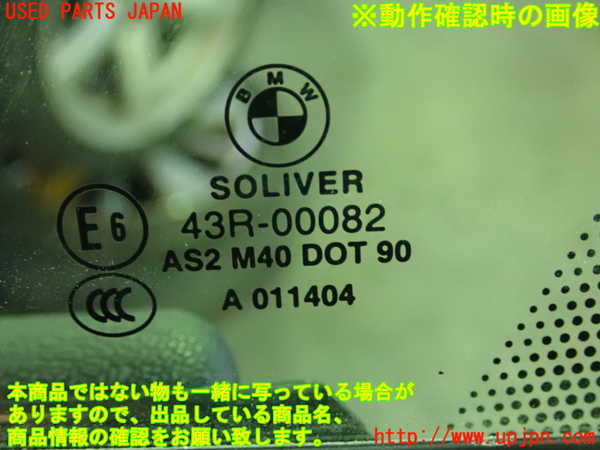 USED PARTS JAPAN
※動作確認時の画像
BMW
SOLIVER
E6
43R-00082
AS2 M40 DOT 90
CCC
A 011404
本商品ではない物も一緒に写っている場合が
ありますので、出品している商品名、
商品情報の確認をお願い致します。
http://www.upjpn.com